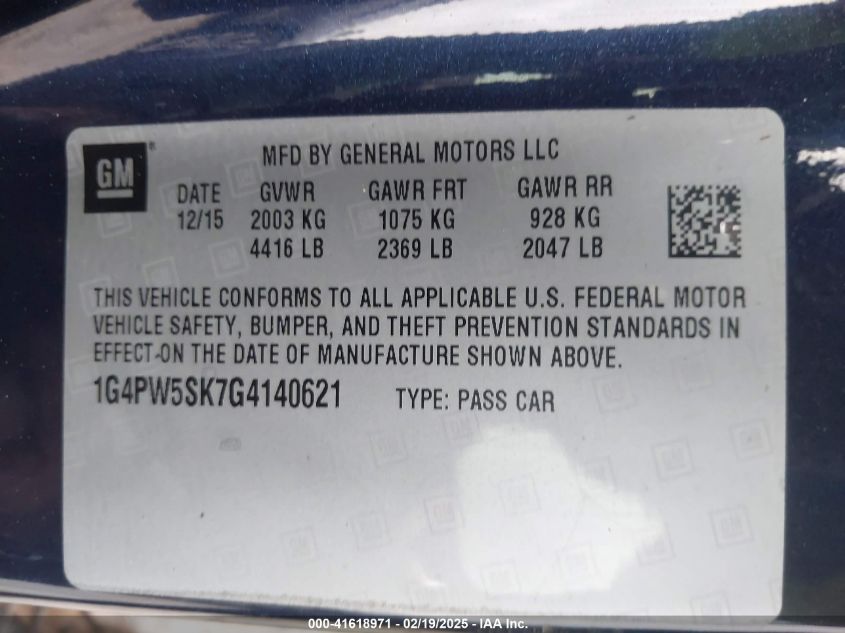 GM
MFD BY GENERAL MOTORS LLC
DATE GVWR GAWR FRT GAWR RR
12/15 2003 KG 1075 KG 928 KG
4416 LB 2369 LB 2047 LB
THIS VEHICLE CONFORMS TO ALL APPLICABLE U.S. FEDERAL MOTOR
VEHICLE SAFETY, BUMPER, AND THEFT PREVENTION STANDARDS IN
EFFECT ON THE DATE OF MANUFACTURE SHOWN ABOVE.
1G4PW5SK7G4140621 TYPE: PASS CAR
000-41618971 - 02/19/2025 - IAA Inc.